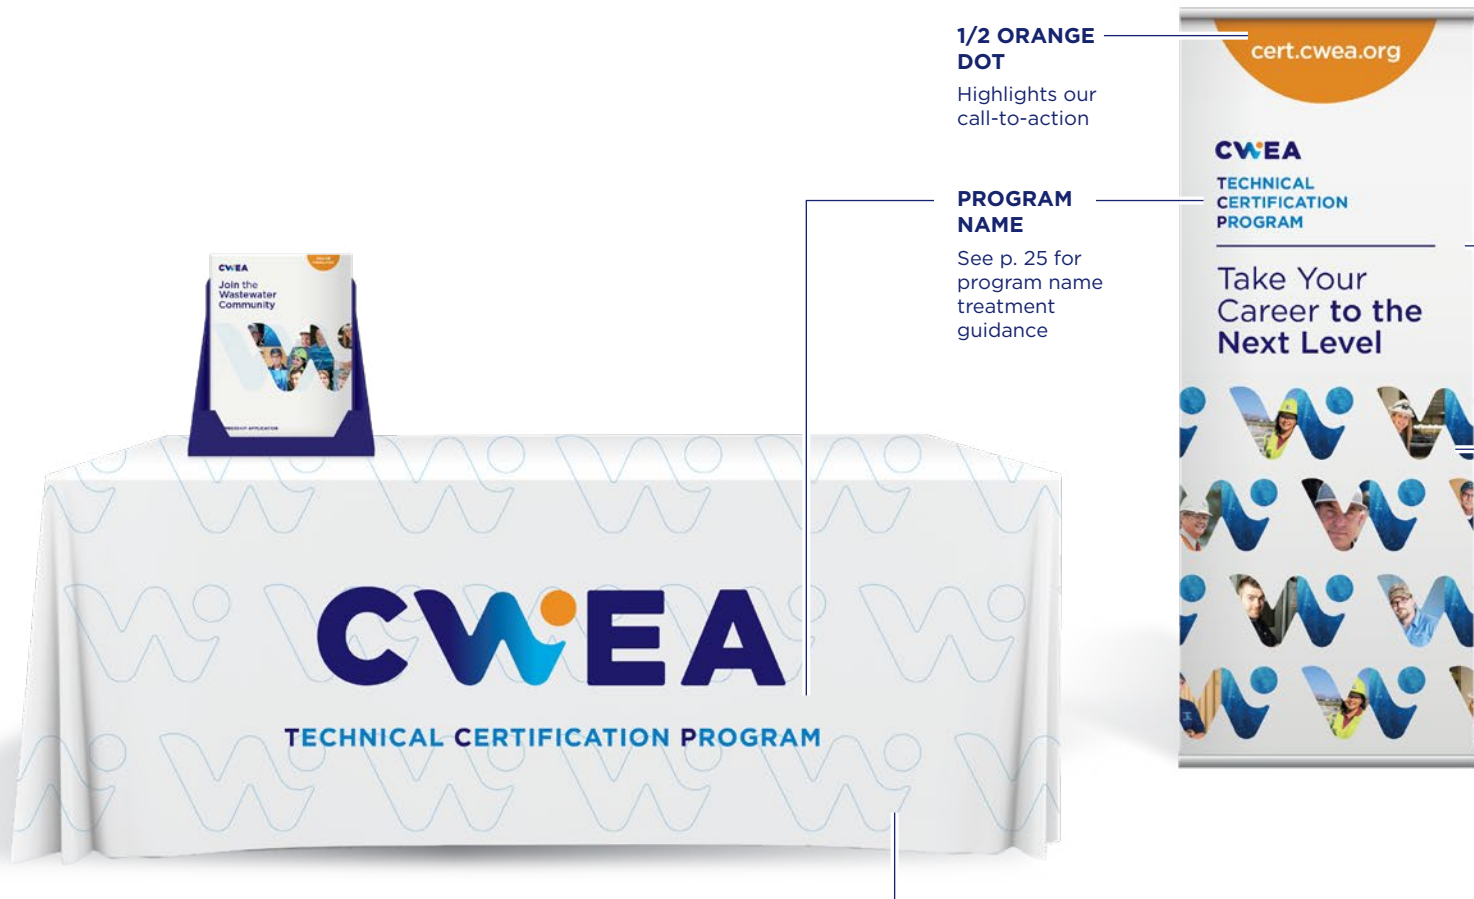 1/2 ORANGE
DOT
Highlights our
call-to-action
PROGRAM
NAME
See p. 25 for
program name
treatment
guidance
cert.cwea.org
CWEA
TECHNICAL
CERTIFICATION
PROGRAM
Take Your
Career to the
Next Level
CWEA
Join the
Wastewater
Community
CWEA
TECHNICAL CERTIFICATION PROGRAM